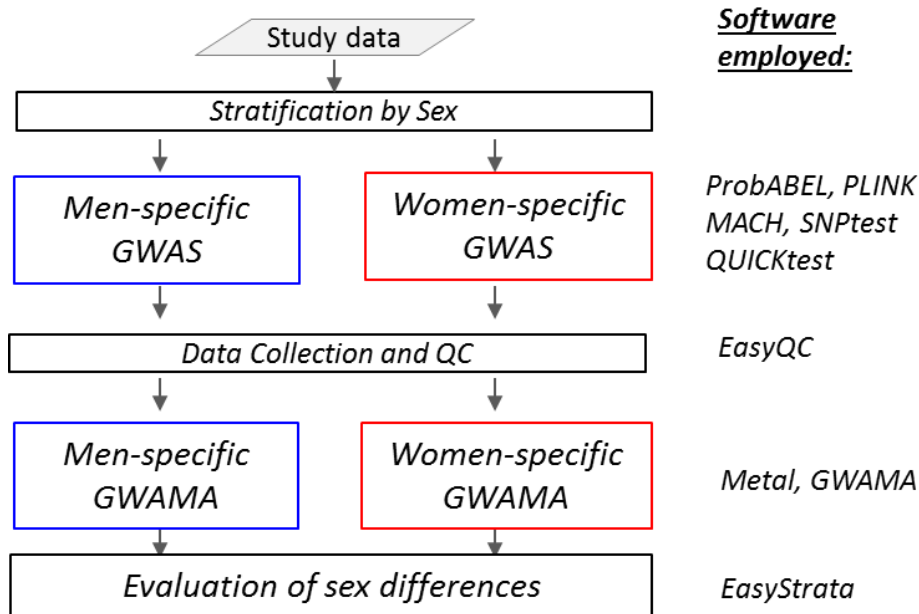 Study data
Software
employed:
Stratification by Sex
Men-specific
GWAS
Women-specific
GWAS
ProbABEL, PLINK
MACH, SNPtest
QUICKtest
Data Collection and QC
EasyQC
Men-specific
GWAMA
Women-specific
GWAMA
Metal, GWAMA
Evaluation of sex differences
EasyStrata